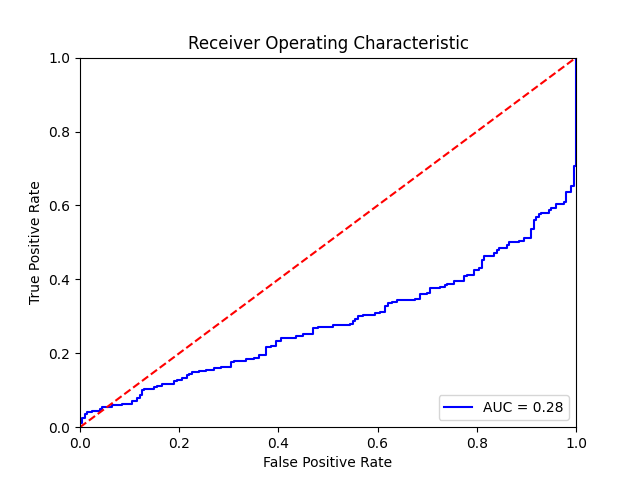 Receiver Operating Characteristic
True Positive Rate
1.0
0.8
0.6
0.4
0.2
0.0
AUC = 0.28
0.0 0.2 0.4 0.6 0.8 1.0
False Positive Rate